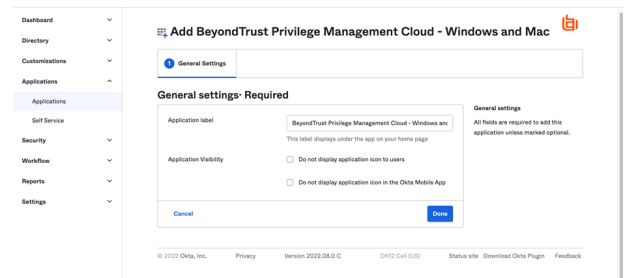 Dashboard
Directory
Customizations
Applications
Applications
Self Service
Security
Workflow
Reports
Settings
Add BeyondTrust Privilege Management Cloud - Windows and Mac
1 General Settings
General settings· Required
Application label
BeyondTrust Privilege Management Cloud - Windows and
This label displays under the app on your home page
Application Visibility
Do not display application icon to users
Do not display application icon in the Okta Mobile App
Cancel
Done
General settings
All fields are required to add this
application unless marked optional.
© 2022 Okta, Inc. Privacy Version 2022.08.0 C OK12 Cell (US) Status site Download Okta Plugin Feedback